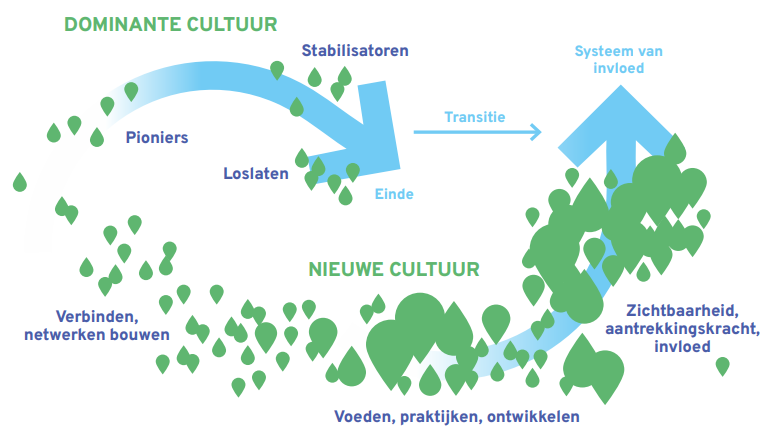 DOMINANTE CULTUUR
Stabilisatoren
Systeem van
invloed
Transitie
Pioniers
Loslaten
Einde
NIEUWE CULTUUR
Verbinden,
netwerken bouwen
Zichtbaarheid,
aantrekkingskracht,
invloed
Voeden, praktijken, ontwikkelen